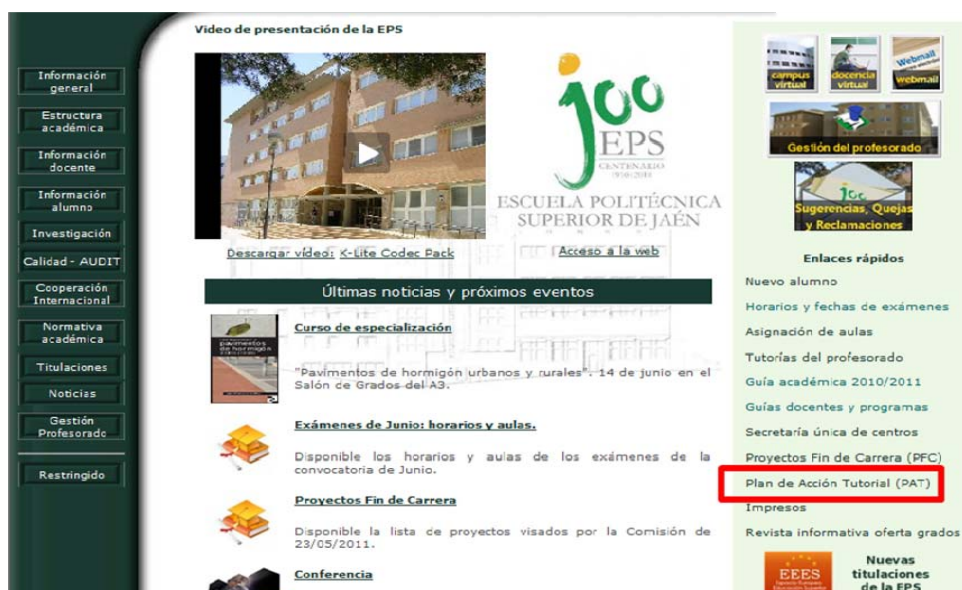 Información
general
Estructura
académica
Información
docente
Información
alumno
Investigación
Calidad - AUDIT
Cooperación
Internacional
Normativa
académica
Titulaciones
Noticias
Gestión
Profesorado
Restringido
Video de presentación de la EPS
Descargar vídeo: K-Lite Codec Pack
100
EPS
CENTENARIO
1910/2010
ESCUELA POLITÉCNICA
SUPERIOR DE JAÉN
Acceso a la web
Últimas noticias y próximos eventos
pavimentos
de hormigón
Curso de especialización
"Pavimentos de hormigón urbanos y rurales". 14 de junio en el
Salón de Grados del A3.
Exámenes de Junio: horarios y aulas.
Disponible los horarios y aulas de los exámenes de la
convocatoria de Junio.
Proyectos Fin de Carrera
Disponible la lista de proyectos visados por la Comisión de
23/05/2011.
Conferencia
campus
virtual
docencia
virtual
Webmail
webmail
Gestión del profesorado
100
Sugerencias, Quejas
y Reclamaciones
Enlaces rápidos
Nuevo alumno
Horarios y fechas de exámenes
Asignación de aulas
Tutorías del profesorado
Guía académica 2010/2011
Guías docentes y programas
Secretaría única de centros
Proyectos Fin de Carrera (PFC)
Plan de Acción Tutorial (PAT)
Impresos
Revista informativa oferta grados
EEES
Nuevas
titulaciones
de la EPS